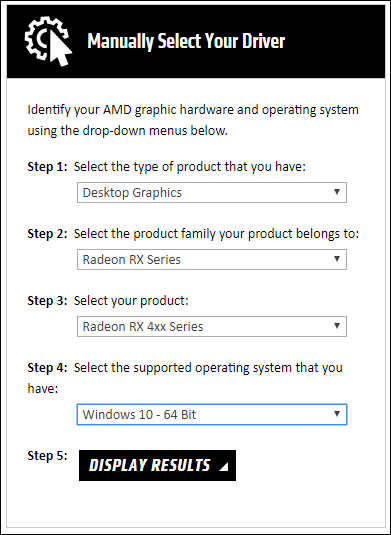 Manually Select Your Driver
Identify your AMD graphic hardware and operating system
using the drop-down menus below.
Step 1: Select the type of product that you have:
Desktop Graphics
Step 2: Select the product family your product belongs to:
Radeon RX Series
Step 3: Select your product:
Radeon RX 4xx Series
Step 4: Select the supported operating system that you
have:
Windows 10 - 64 Bit
Step 5:
DISPLAY RESULTS